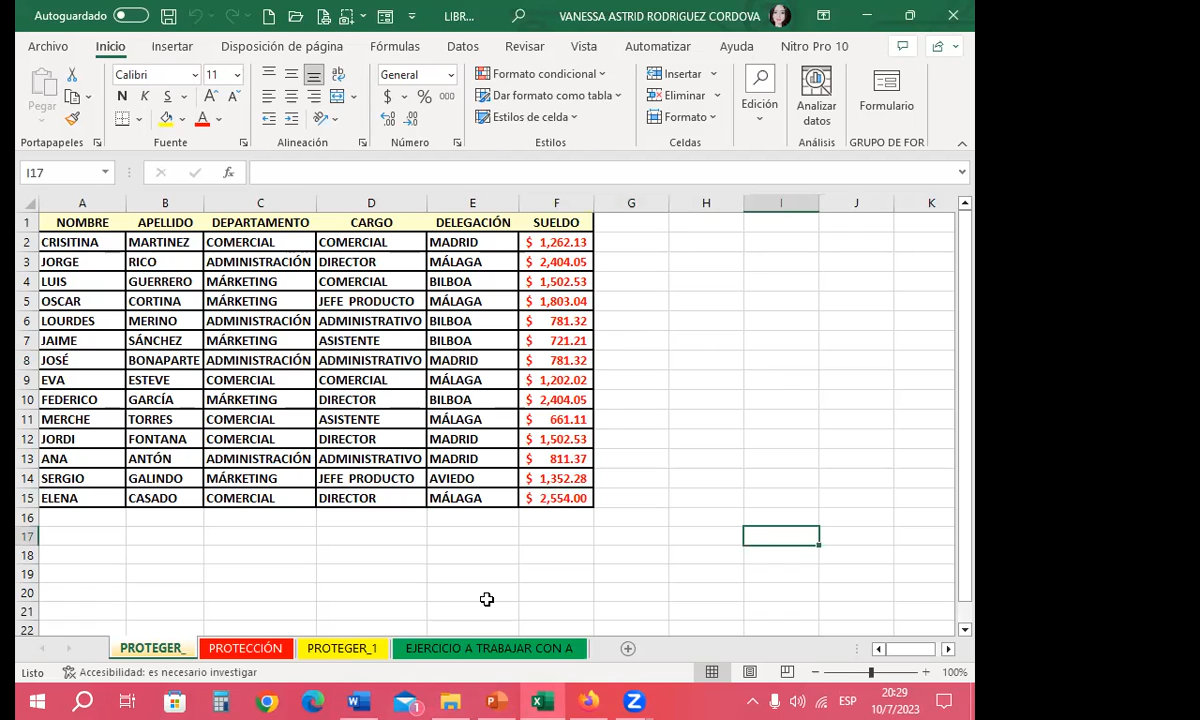 Autoguardado LIBR... VANESSA ASTRID RODRIGUEZ CORDOVA
Archivo Inicio Insertar Disposición de página Fórmulas Datos Revisar Vista Automatizar Ayuda Nitro Pro 10
Pegar
Calibri 11
N K S A A
ab
General
$ % 000
Formato condicional
Dar formato como tabla
Estilos de celda
Insertar
Eliminar
Formato
Edición
Analizar
datos
Formulario
Portapapeles Fuente Alineación Número Estilos Celdas Análisis GRUPO DE FOR
I17 fx
A B C D E F G H I J K
1 NOMBRE APELLIDO DEPARTAMENTO CARGO DELEGACIÓN SUELDO
2 CRISITINA MARTINEZ COMERCIAL COMERCIAL MADRID $ 1,262.13
3 JORGE RICO ADMINISTRACIÓN DIRECTOR MÁLAGA $ 2,404.05
4 LUIS GUERRERO MÁRKETING COMERCIAL BILBOA $ 1,502.53
5 OSCAR CORTINA MÁRKETING JEFE PRODUCTO MÁLAGA $ 1,803.04
6 LOURDES MERINO ADMINISTRACIÓN ADMINISTRATIVO BILBOA $ 781.32
7 JAIME SÁNCHEZ MÁRKETING ASISTENTE BILBOA $ 721.21
8 JOSÉ BONAPARTE ADMINISTRACIÓN ADMINISTRATIVO MADRID $ 781.32
9 EVA ESTEVE COMERCIAL COMERCIAL MÁLAGA $ 1,202.02
10 FEDERICO GARCÍA MÁRKETING DIRECTOR BILBOA $ 2,404.05
11 MERCHE TORRES COMERCIAL ASISTENTE MÁLAGA $ 661.11
12 JORDI FONTANA COMERCIAL DIRECTOR MADRID $ 1,502.53
13 ANA ANTÓN ADMINISTRACIÓN ADMINISTRATIVO MADRID $ 811.37
14 SERGIO GALINDO MÁRKETING JEFE PRODUCTO AVIEDO $ 1,352.28
15 ELENA CASADO COMERCIAL DIRECTOR MÁLAGA $ 2,554.00
16
17
18
19
20
21
22
PROTEGER_ PROTECCIÓN PROTEGER_1 EJERCICIO A TRABAJAR CON A
Listo Accesibilidad: es necesario investigar 100%
1 ESP 20:29
10/7/2023